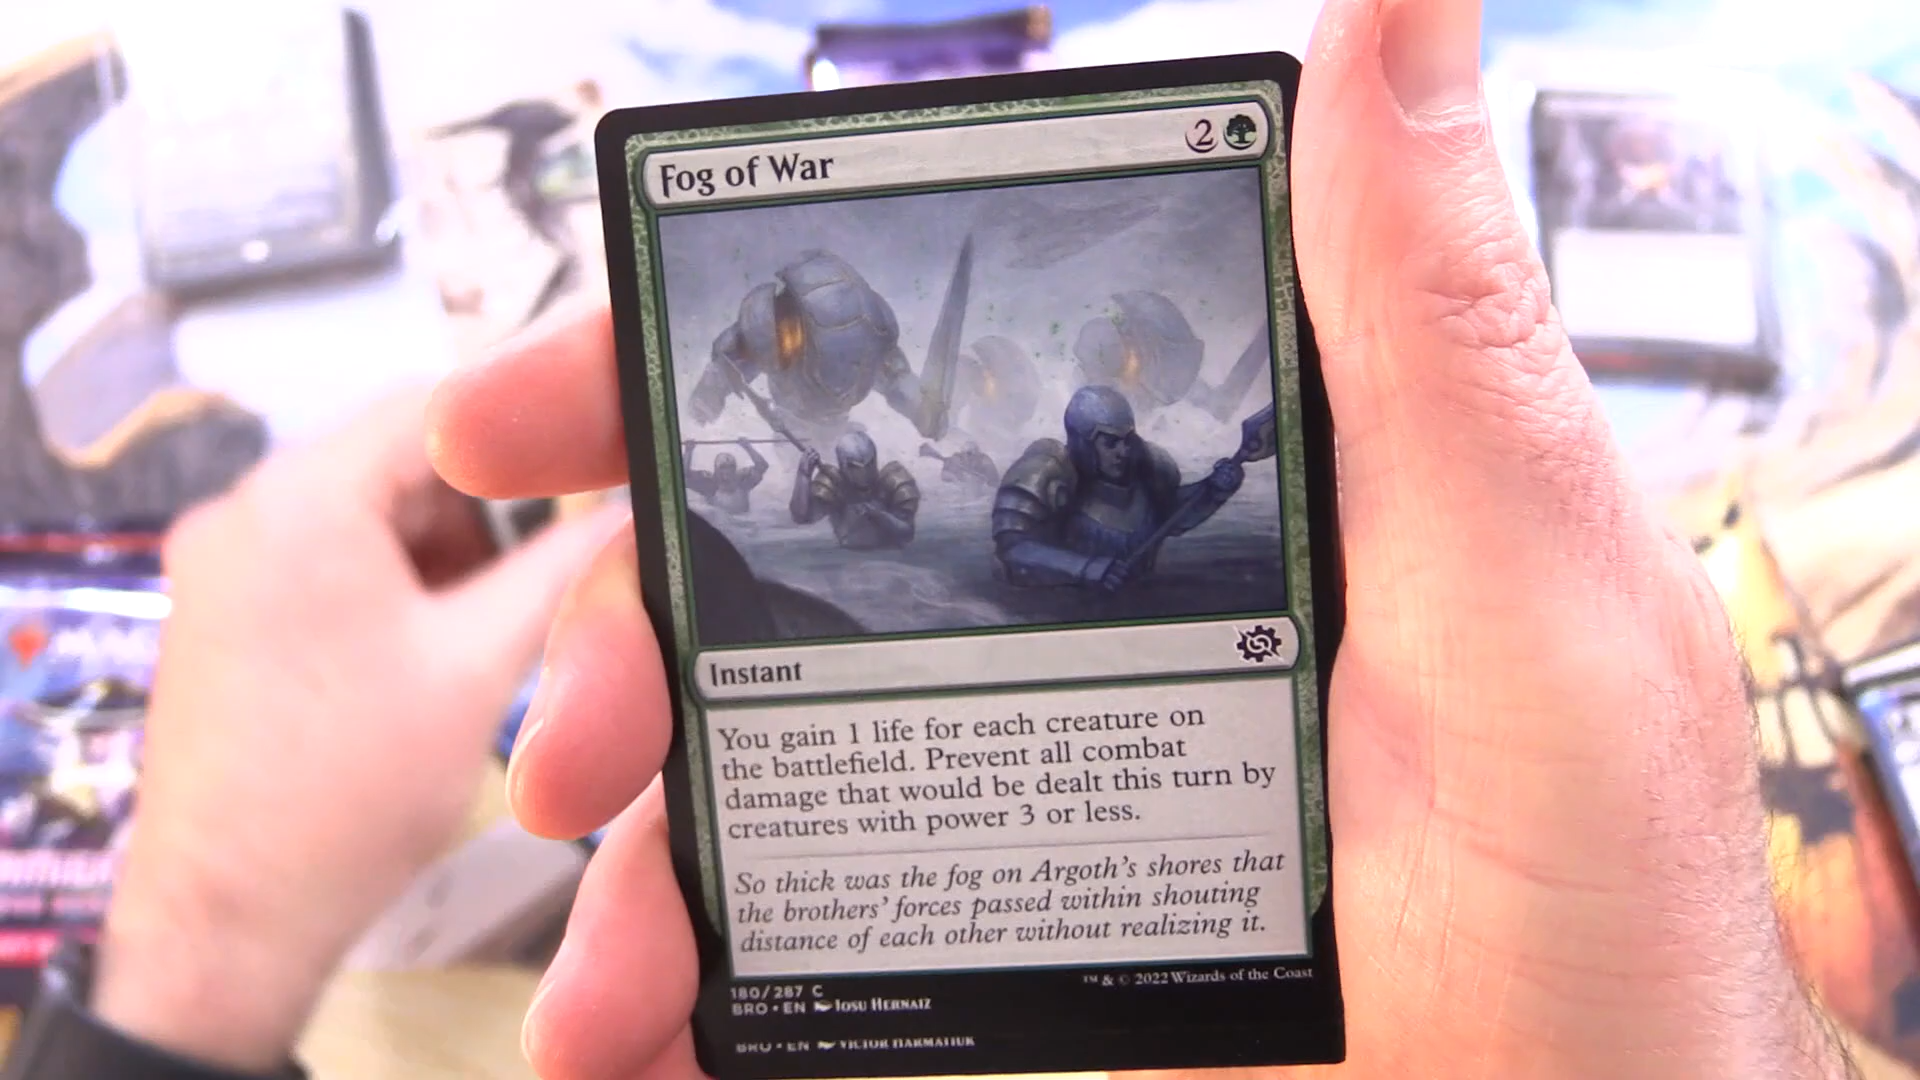 Fog of War
2
Instant
You gain 1 life for each creature on
the battlefield. Prevent all combat
damage that would be dealt this turn by
creatures with power 3 or less.
So thick was the fog on Argoth's shores that
the brothers' forces passed within shouting
distance of each other without realizing it.
180/287 C
BRO • EN Iosu Hernaiz
™ & © 2022 Wizards of the Coast
BRO • EN Victor Harmatiuk